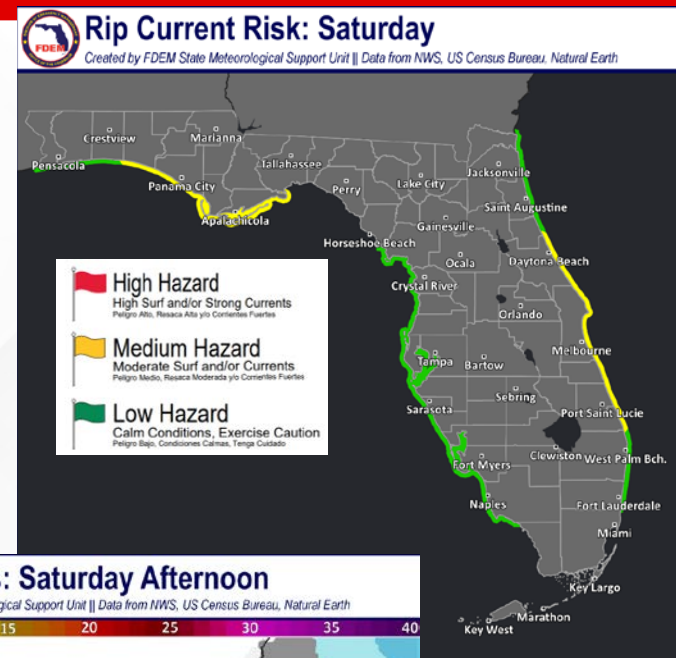 FDEM
Rip Current Risk: Saturday
Created by FDEM State Meteorological Support Unit || Data from NWS, US Census Bureau, Natural Earth
Crestview
Marianna
Pensacola
Tallahassee
Jacksonville
Panama City
Perry
Lake City
Apalachicola
Saint Augustine
Gainesville
Horseshoe Beach
Ocala
Daytona Beach
Crystal River
Orlando
Tampa
Bartow
Melbourne
Sebring
Sarasota
Port Saint Lucie
Fort Myers
Clewiston
West Palm Bch.
Naples
Fort Lauderdale
Miami
Key Largo
Marathon
Key West
High Hazard
High Surf and/or Strong Currents
Peligro Alto, Resaca Alta y/o Corrientes Fuertes
Medium Hazard
Moderate Surf and/or Currents
Peligro Medio, Resaca Moderada y/o Corrientes Fuertes
Low Hazard
Calm Conditions, Exercise Caution
Peligro Bajo, Condiciones Calmas, Tenga Cuidado
: Saturday Afternoon
gical Support Unit || Data from NWS, US Census Bureau, Natural Earth
15 20 25 30 35 40